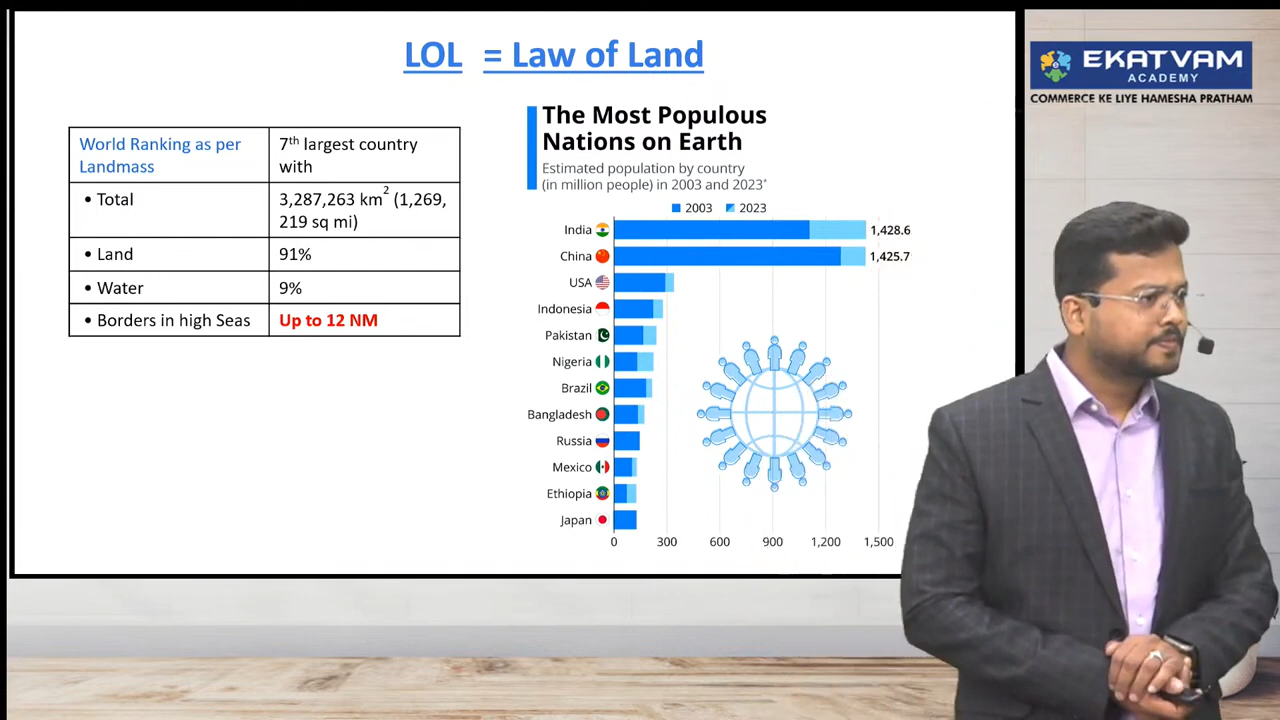 LOL = Law of Land
EKATVAM
ACADEMY
COMMERCE KE LIYE HAMESHA PRATHAM
World Ranking as per
Landmass
7th largest country
with
• Total
3,287,263 km2 (1,269,
219 sq mi)
• Land
91%
• Water
9%
• Borders in high Seas
Up to 12 NM
The Most Populous
Nations on Earth
Estimated population by country
(in million people) in 2003 and 2023*
2003 2023
India 1,428.6
China 1,425.7
USA
Indonesia
Pakistan
Nigeria
Brazil
Bangladesh
Russia
Mexico
Ethiopia
Japan
0 300 600 900 1,200 1,500